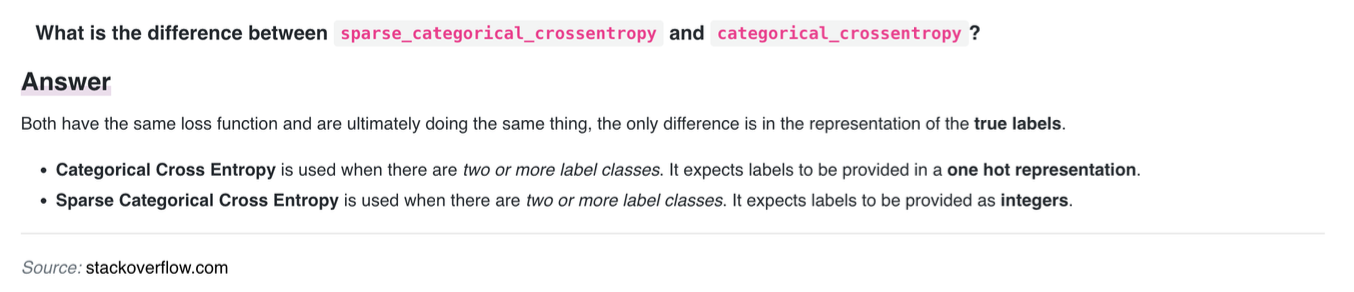 What is the difference between sparse_categorical_crossentropy and categorical_crossentropy ?
Answer
Both have the same loss function and are ultimately doing the same thing, the only difference is in the representation of the true labels.
• Categorical Cross Entropy is used when there are two or more label classes. It expects labels to be provided in a one hot representation.
• Sparse Categorical Cross Entropy is used when there are two or more label classes. It expects labels to be provided as integers.
Source: stackoverflow.com